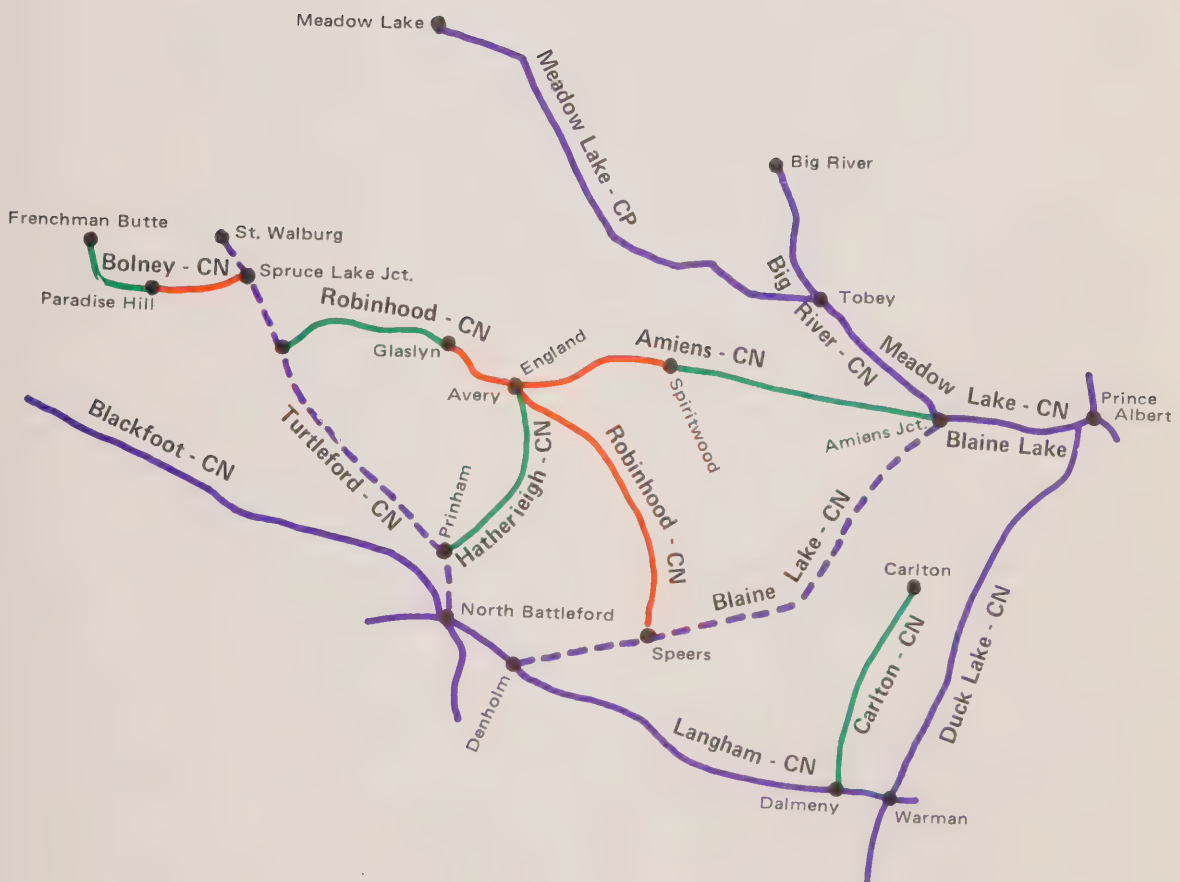 Meadow Lake
Meadow Lake - CP
Big River
Frenchman Butte
St. Walburg
Bolney - CN
Spruce Lake Jct.
Paradise Hill
Big River - CN
Tobey
Robinhood - CN
Glaslyn
England
Avery
Amiens - CN
Spiritwood
Meadow Lake - CN
Prince
Albert
Amiens Jct.
Blaine Lake
Blackfoot - CN
Turtleford - CN
Prinham
Hatherieigh - CN
Robinhood - CN
Blaine Lake - CN
Carlton
Carlton - CN
Duck Lake - CN
North Battleford
Speers
Denholm
Langham - CN
Dalmeny
Warman